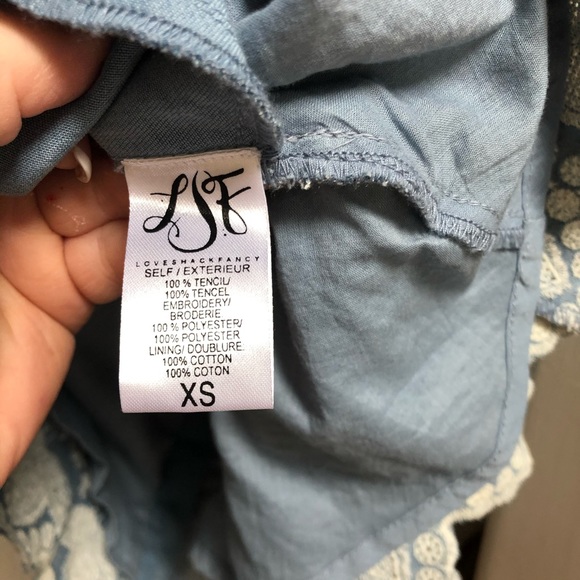 LSF
LOVESHACKFANCY
SELF / EXTERIEUR
100 % TENCIL/
100% TENCEL
EMBROIDERY/
BRODERIE
100 % POLYESTER/
100 % POLYESTER
LINING/ DOUBLURE
100% COTTON
100% COTON
XS